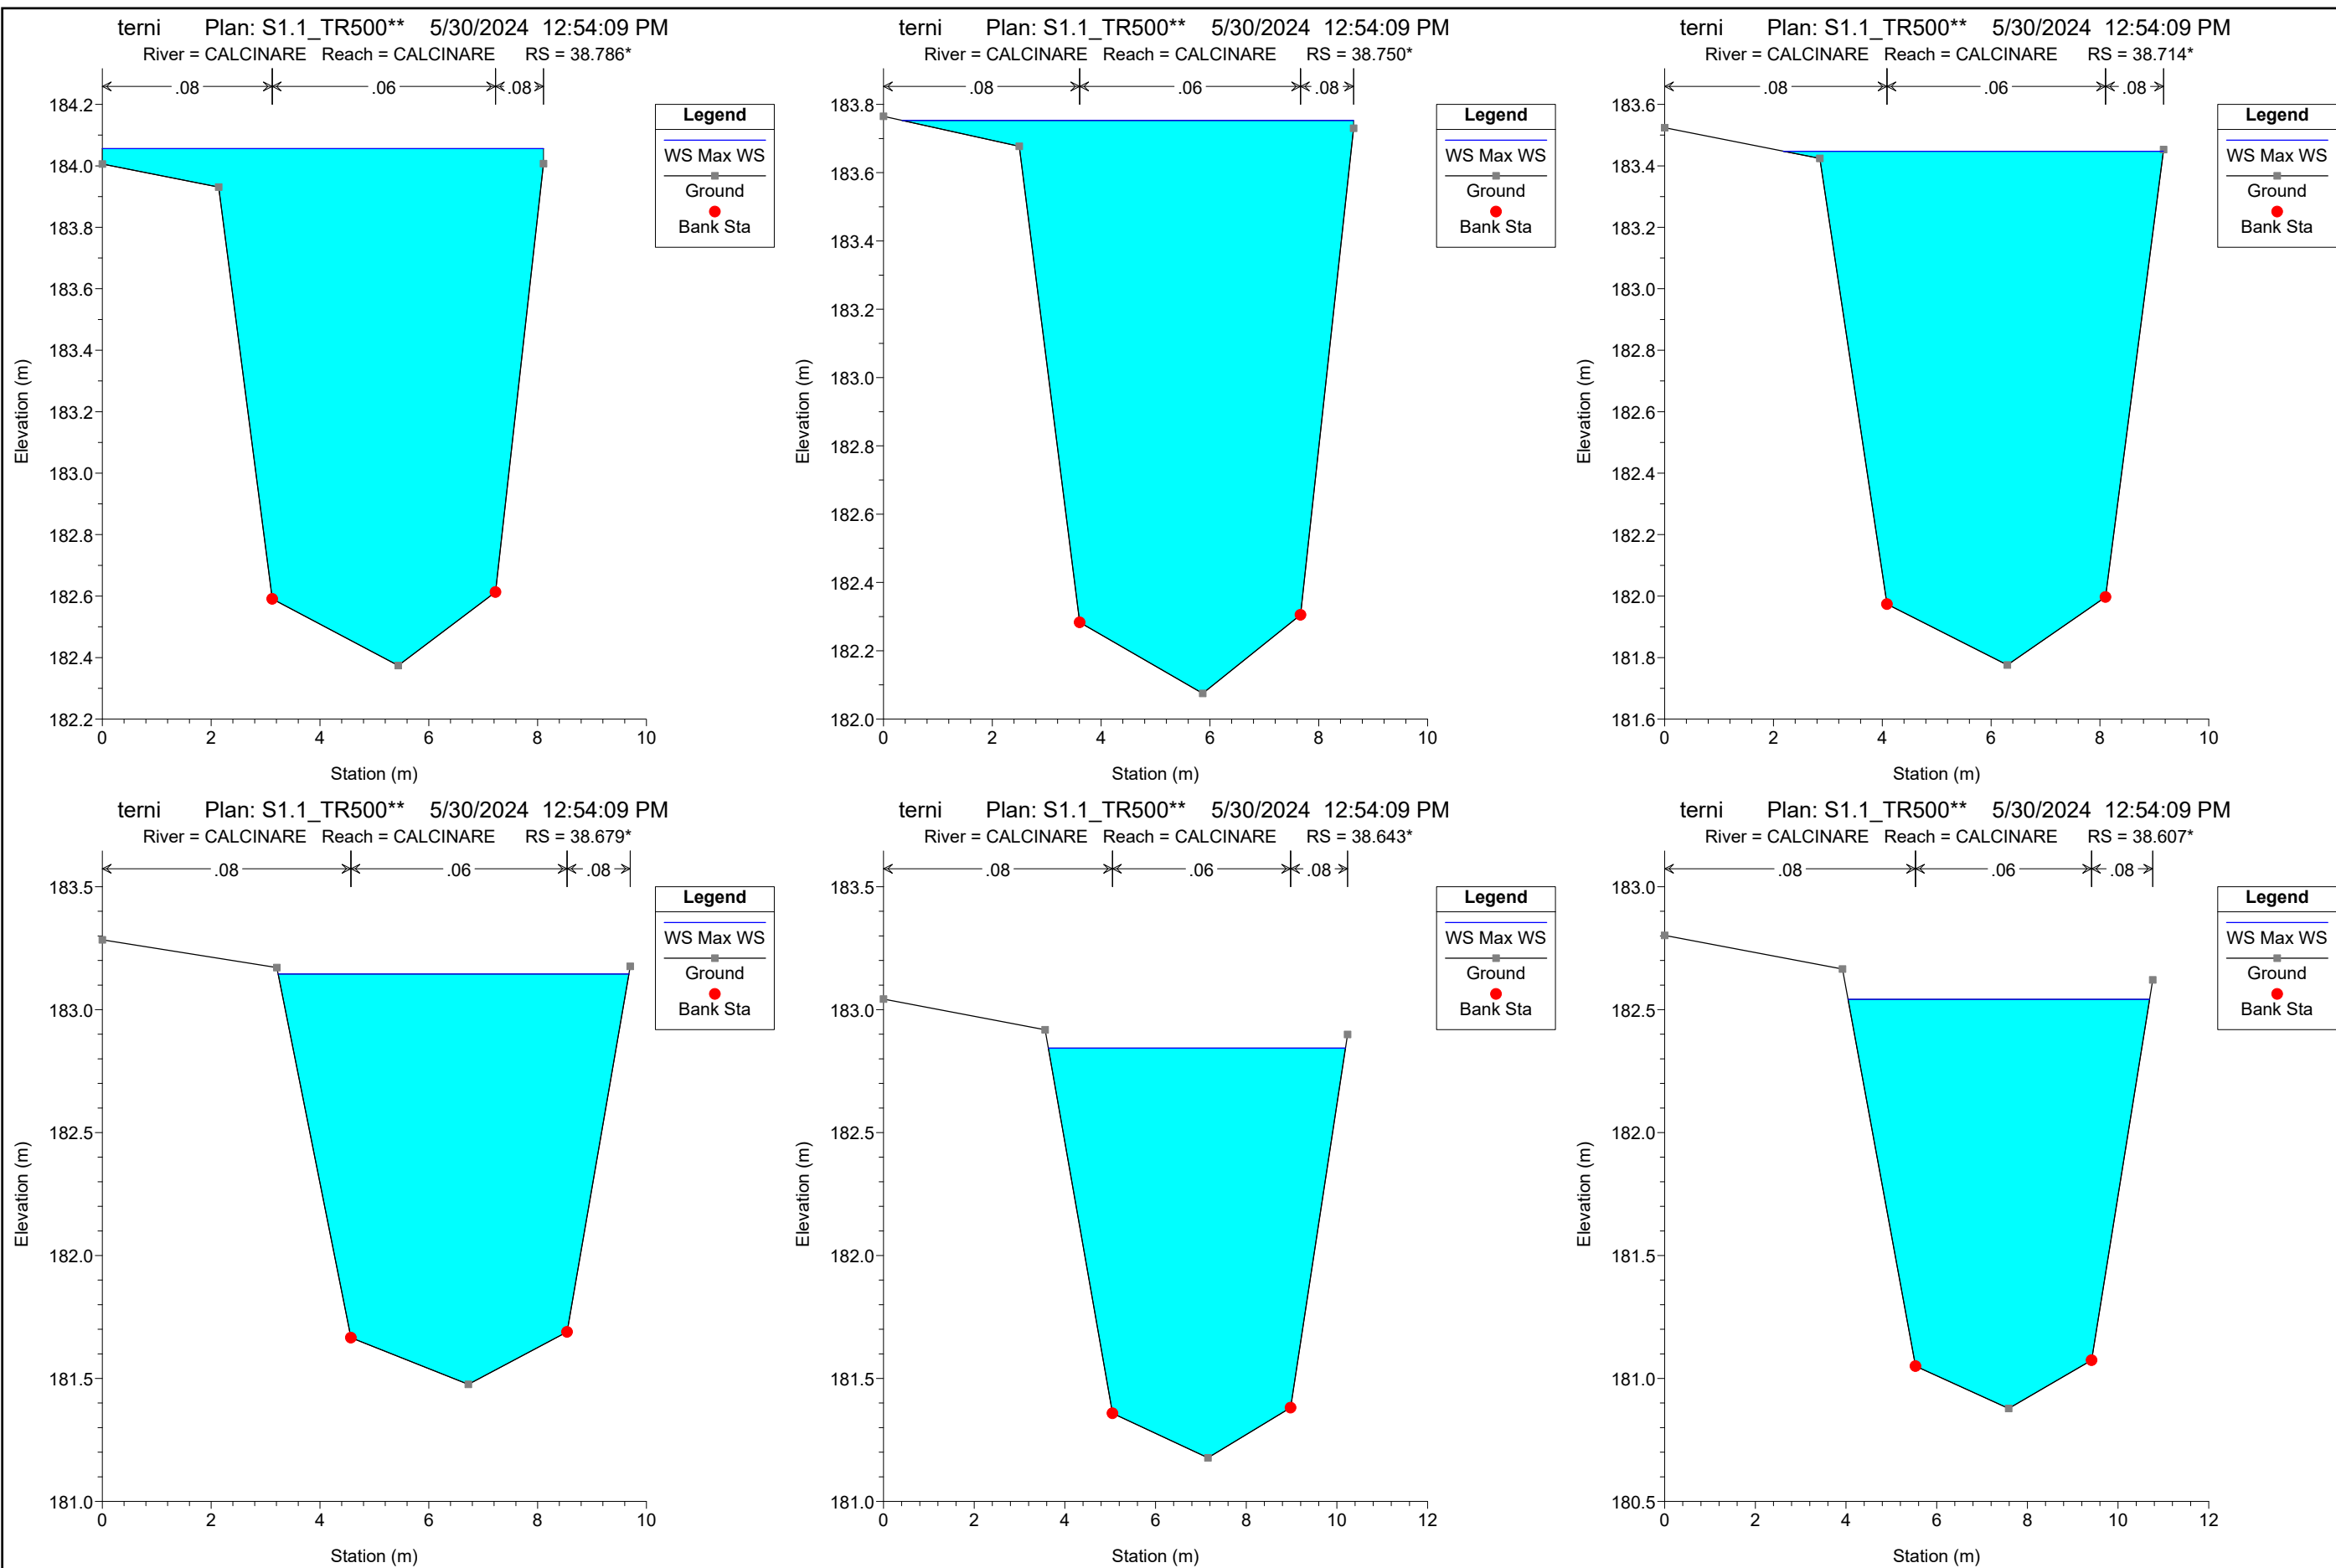 terni Plan: S1.1_TR500** 5/30/2024 12:54:09 PM
River = CALCINARE Reach = CALCINARE RS = 38.786*
.08 .06 .08
184.2
184.0
183.8
183.6
183.4
183.2
183.0
182.8
182.6
182.4
182.2
Elevation (m)
0 2 4 6 8 10
Station (m)
Legend
WS Max WS
Ground
Bank Sta
terni Plan: S1.1_TR500** 5/30/2024 12:54:09 PM
River = CALCINARE Reach = CALCINARE RS = 38.750*
.08 .06 .08
183.8
183.6
183.4
183.2
183.0
182.8
182.6
182.4
182.2
182.0
Elevation (m)
0 2 4 6 8 10
Station (m)
Legend
WS Max WS
Ground
Bank Sta
terni Plan: S1.1_TR500** 5/30/2024 12:54:09 PM
River = CALCINARE Reach = CALCINARE RS = 38.714*
.08 .06 .08
183.6
183.4
183.2
183.0
182.8
182.6
182.4
182.2
182.0
181.8
181.6
Elevation (m)
0 2 4 6 8 10
Station (m)
Legend
WS Max WS
Ground
Bank Sta
terni Plan: S1.1_TR500** 5/30/2024 12:54:09 PM
River = CALCINARE Reach = CALCINARE RS = 38.679*
.08 .06 .08
183.5
183.0
182.5
182.0
181.5
181.0
Elevation (m)
0 2 4 6 8 10
Station (m)
Legend
WS Max WS
Ground
Bank Sta
terni Plan: S1.1_TR500** 5/30/2024 12:54:09 PM
River = CALCINARE Reach = CALCINARE RS = 38.643*
.08 .06 .08
183.5
183.0
182.5
182.0
181.5
181.0
Elevation (m)
0 2 4 6 8 10 12
Station (m)
Legend
WS Max WS
Ground
Bank Sta
terni Plan: S1.1_TR500** 5/30/2024 12:54:09 PM
River = CALCINARE Reach = CALCINARE RS = 38.607*
.08 .06 .08
183.0
182.5
182.0
181.5
181.0
180.5
Elevation (m)
0 2 4 6 8 10 12
Station (m)
Legend
WS Max WS
Ground
Bank Sta